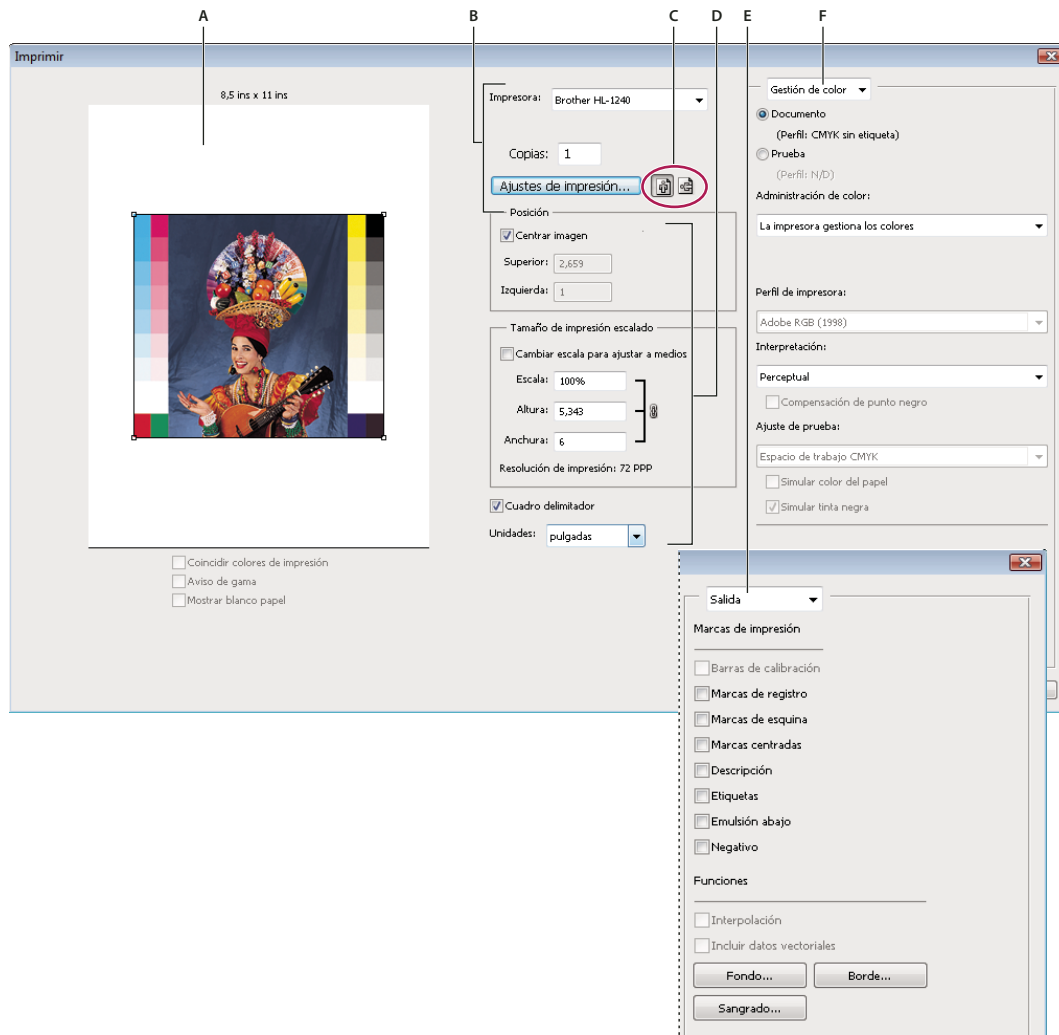 A B C D E F
Imprimir
8,5 ins x 11 ins
Coincidir colores de impresión
Aviso de gama
Mostrar blanco papel
Impresora: Brother HL-1240
Copias: 1
Ajustes de impresión...
Posición
Centrar imagen
Superior: 2,659
Izquierda: 1
Tamaño de impresión escalado
Cambiar escala para ajustar a medios
Escala: 100%
Altura: 5,343
Anchura: 6
Resolución de impresión: 72 PPP
Cuadro delimitador
Unidades: pulgadas
Gestión de color
Documento
(Perfil: CMYK sin etiqueta)
Prueba
(Perfil: N/D)
Administración de color:
La impresora gestiona los colores
Perfil de impresora:
Adobe RGB (1998)
Interpretación:
Perceptual
Compensación de punto negro
Ajuste de prueba:
Espacio de trabajo CMYK
Simular color del papel
Simular tinta negra
Salida
Marcas de impresión
Barras de calibración
Marcas de registro
Marcas de esquina
Marcas centradas
Descripción
Etiquetas
Emulsión abajo
Negativo
Funciones
Interpolación
Incluir datos vectoriales
Fondo... Borde...
Sangrado...